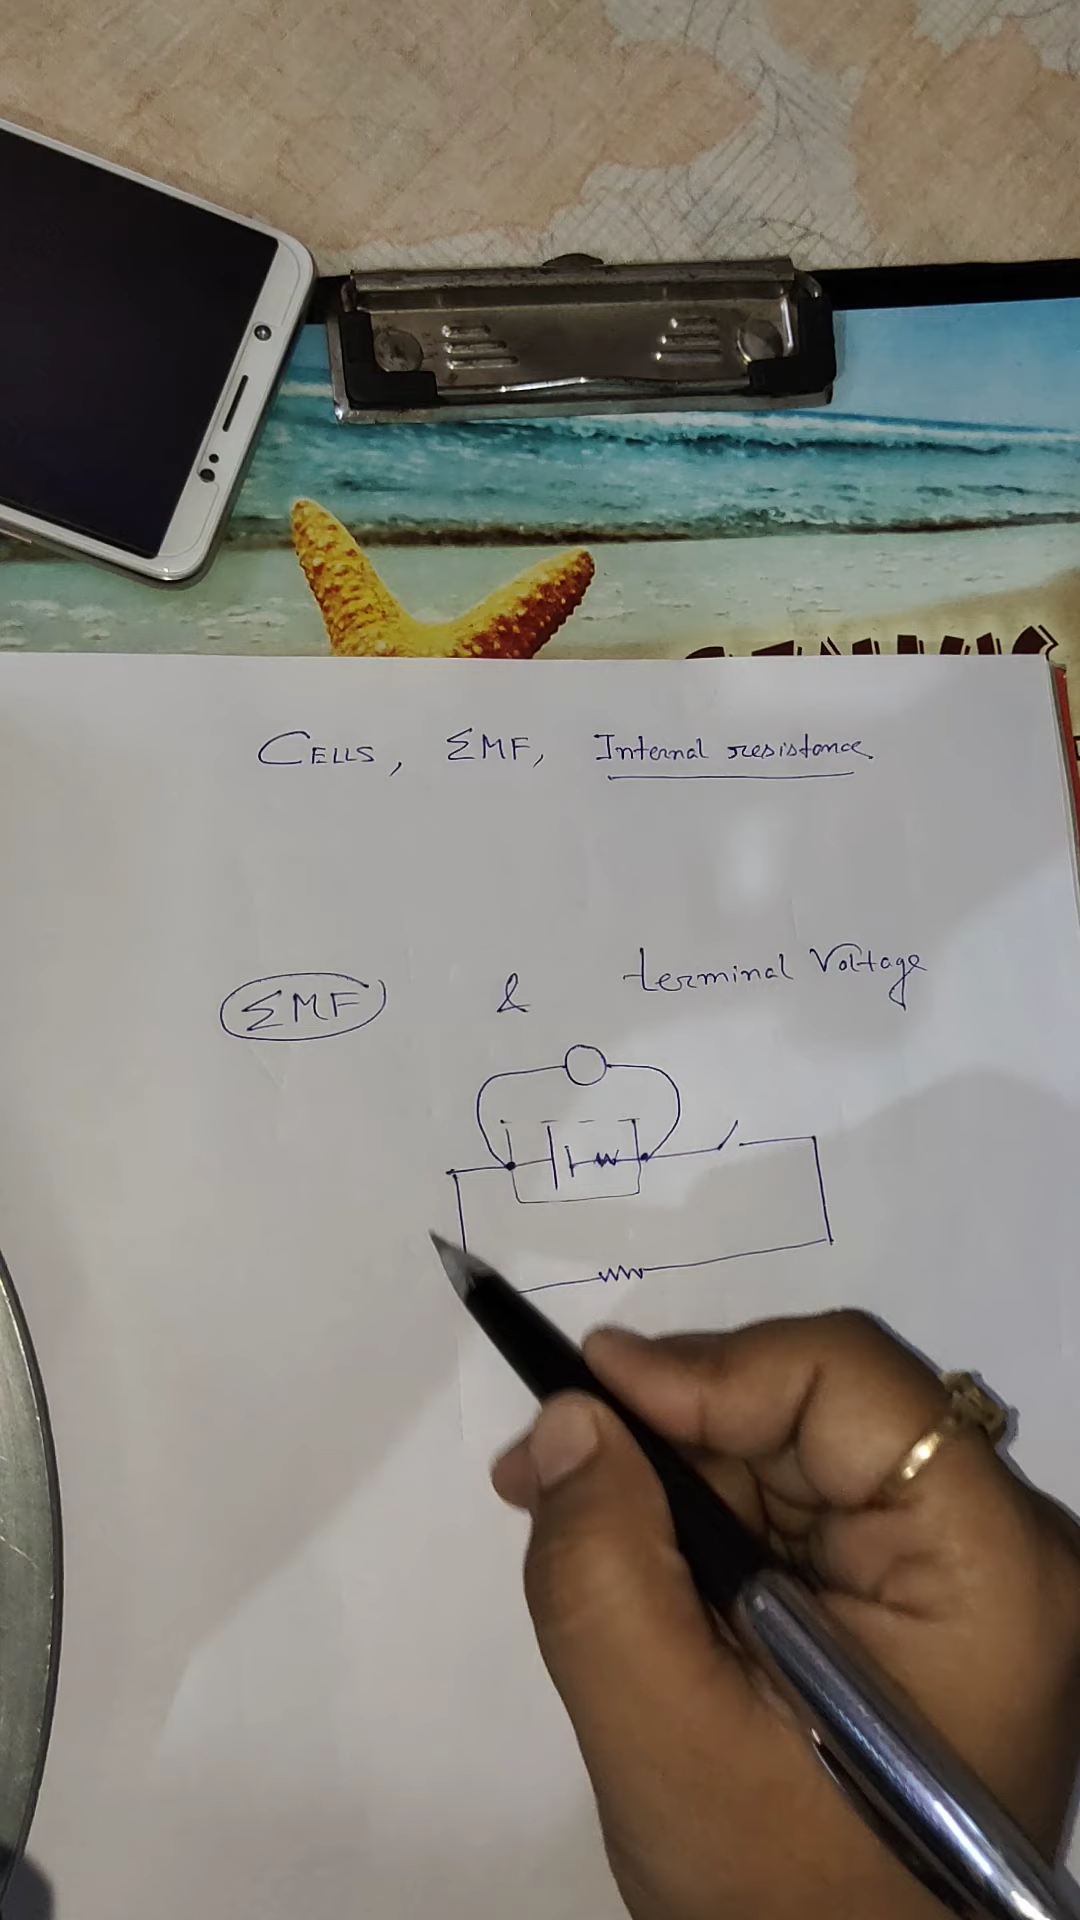 CELLS, EMF, Internal resistance
EMF & terminal Voltage